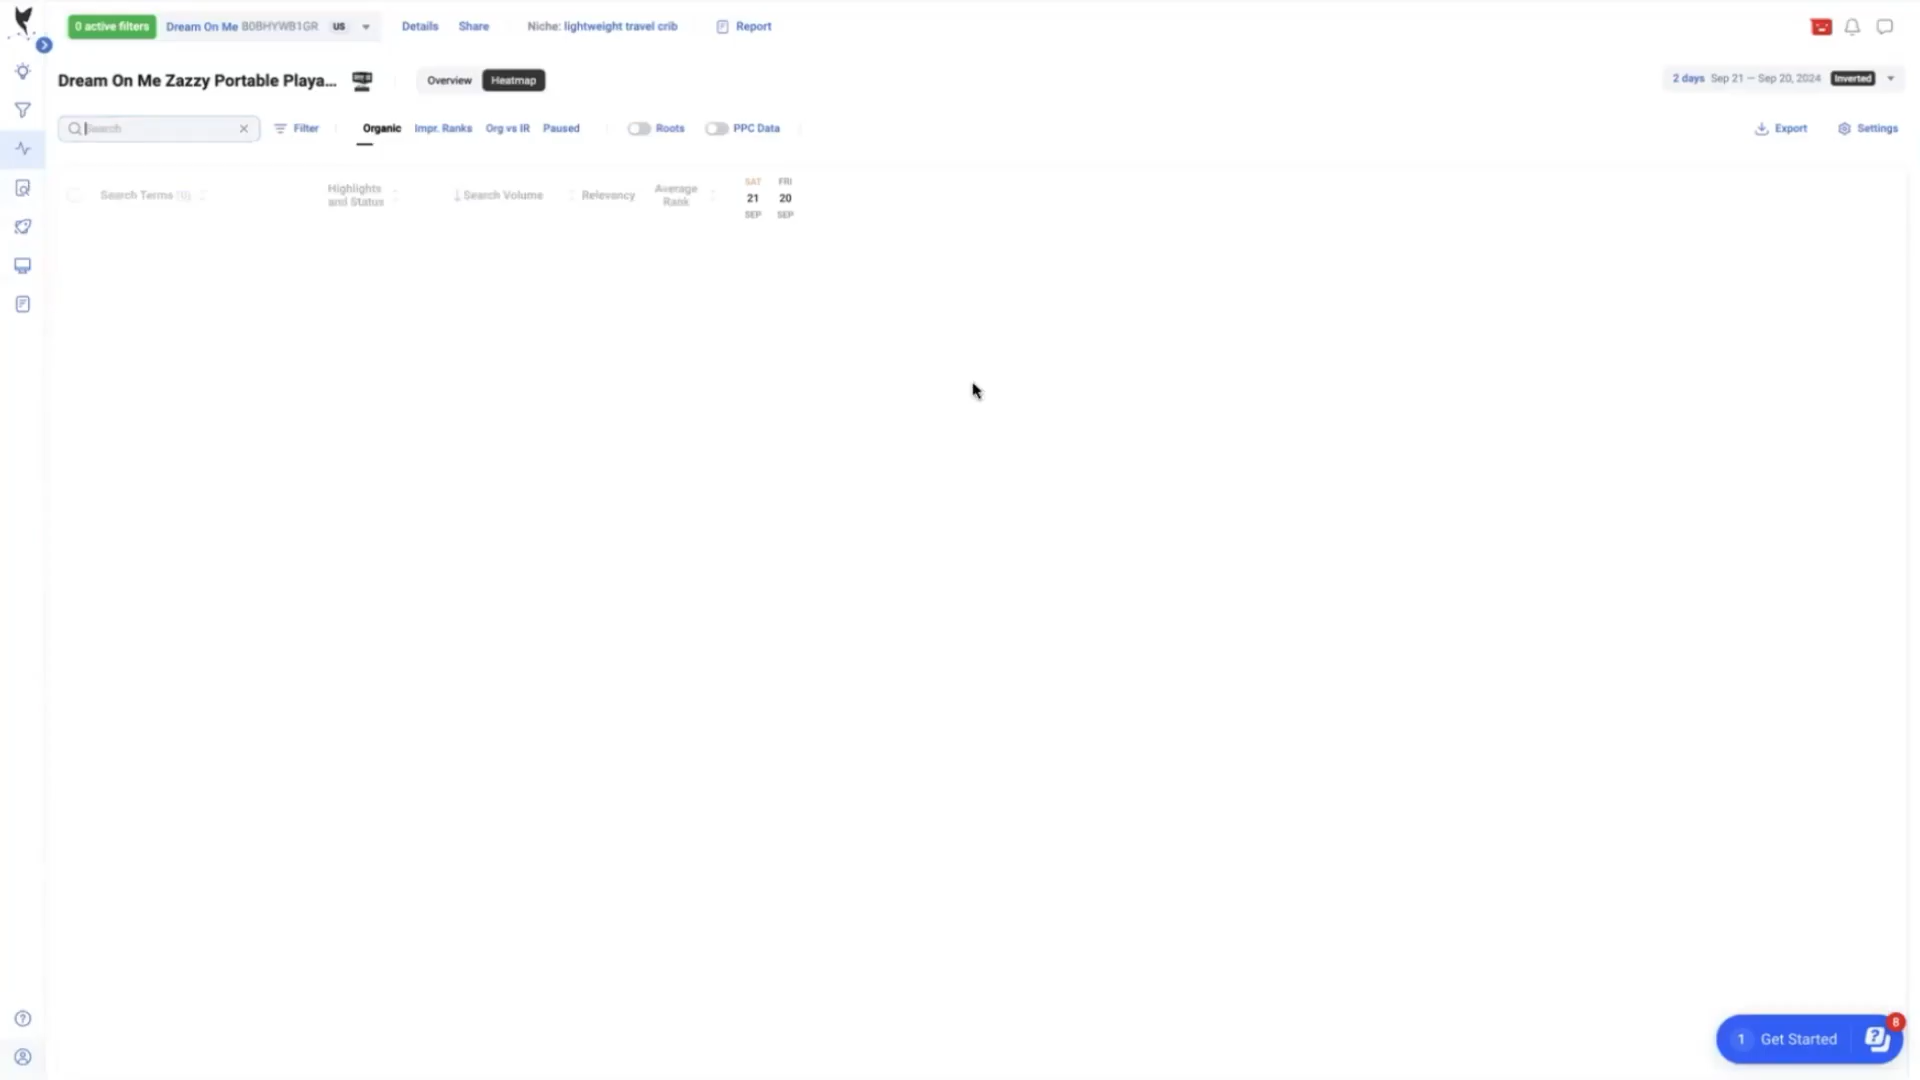 0 active filters Dream On Me B0BHYWB1GR US Details Share Niche: lightweight travel crib Report
Dream On Me Zazzy Portable Playa... Overview Heatmap 2 days Sep 21 – Sep 20, 2024 Inverted
Search Filter Organic Impr. Ranks Org vs IR Paused Roots PPC Data Export Settings
Search Terms (0) Highlights and Status Search Volume Relevancy Average Rank SAT 21 SEP FRI 20 SEP
1 Get Started 8